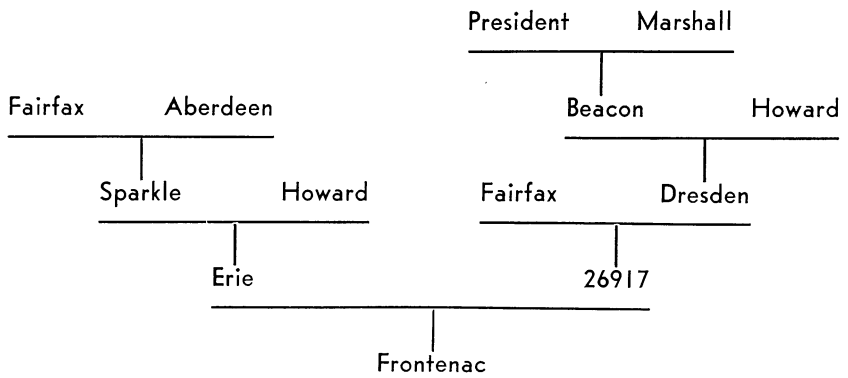 President Marshall
Fairfax Aberdeen Beacon Howard
Sparkle Howard Fairfax Dresden
Erie 26917
Frontenac